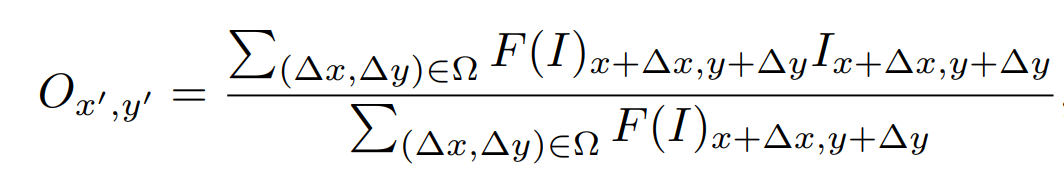 O_{x',y'} = \frac{\sum_{(\Delta x,\Delta y)\in\Omega} F(I)_{x+\Delta x,y+\Delta y} I_{x+\Delta x,y+\Delta y}}{\sum_{(\Delta x,\Delta y)\in\Omega} F(I)_{x+\Delta x,y+\Delta y}},